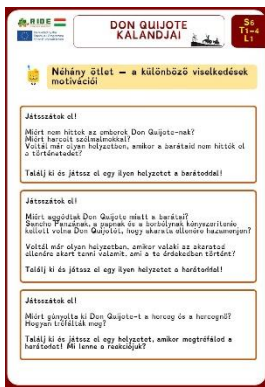 RIDE
DON QUIJOTE
KALANDJAI
S6
T1-4
L1
Néhány ötlet – a különböző viselkedések
motivációi
Játsszátok el!
Miért nem hittek az emberek Don Quijote-nak?
Miért harcolt szélmalmokkal?
Voltál már olyan helyzetben, amikor a barátaid nem hittek el
a történetedet?
Találj ki és játssz el egy ilyen helyzetet a barátoddal!
Játsszátok el!
Miért aggódtak Don Quijote miatt a barátai?
Sancho Panzának, a papnak és a borbélynak kényszerítenie
kellett volna Don Quijotét, hogy akarata ellenére hazamenjen?
Voltál már olyan helyzetben, amikor valaki az akaratod
ellenére akart tenni valamit, ami a te érdekedben történt?
Találj ki és játssz el egy ilyen helyzetet a barátoddal!
Játsszátok el!
Miért gúnyolta ki Don Quijote-t a herceg és a hercegnő?
Hogyan tréfálták meg?
Találj ki és játssz el egy helyzetet, amikor megtréfálod a
barátodat! Mi lenne a reakciójuk?